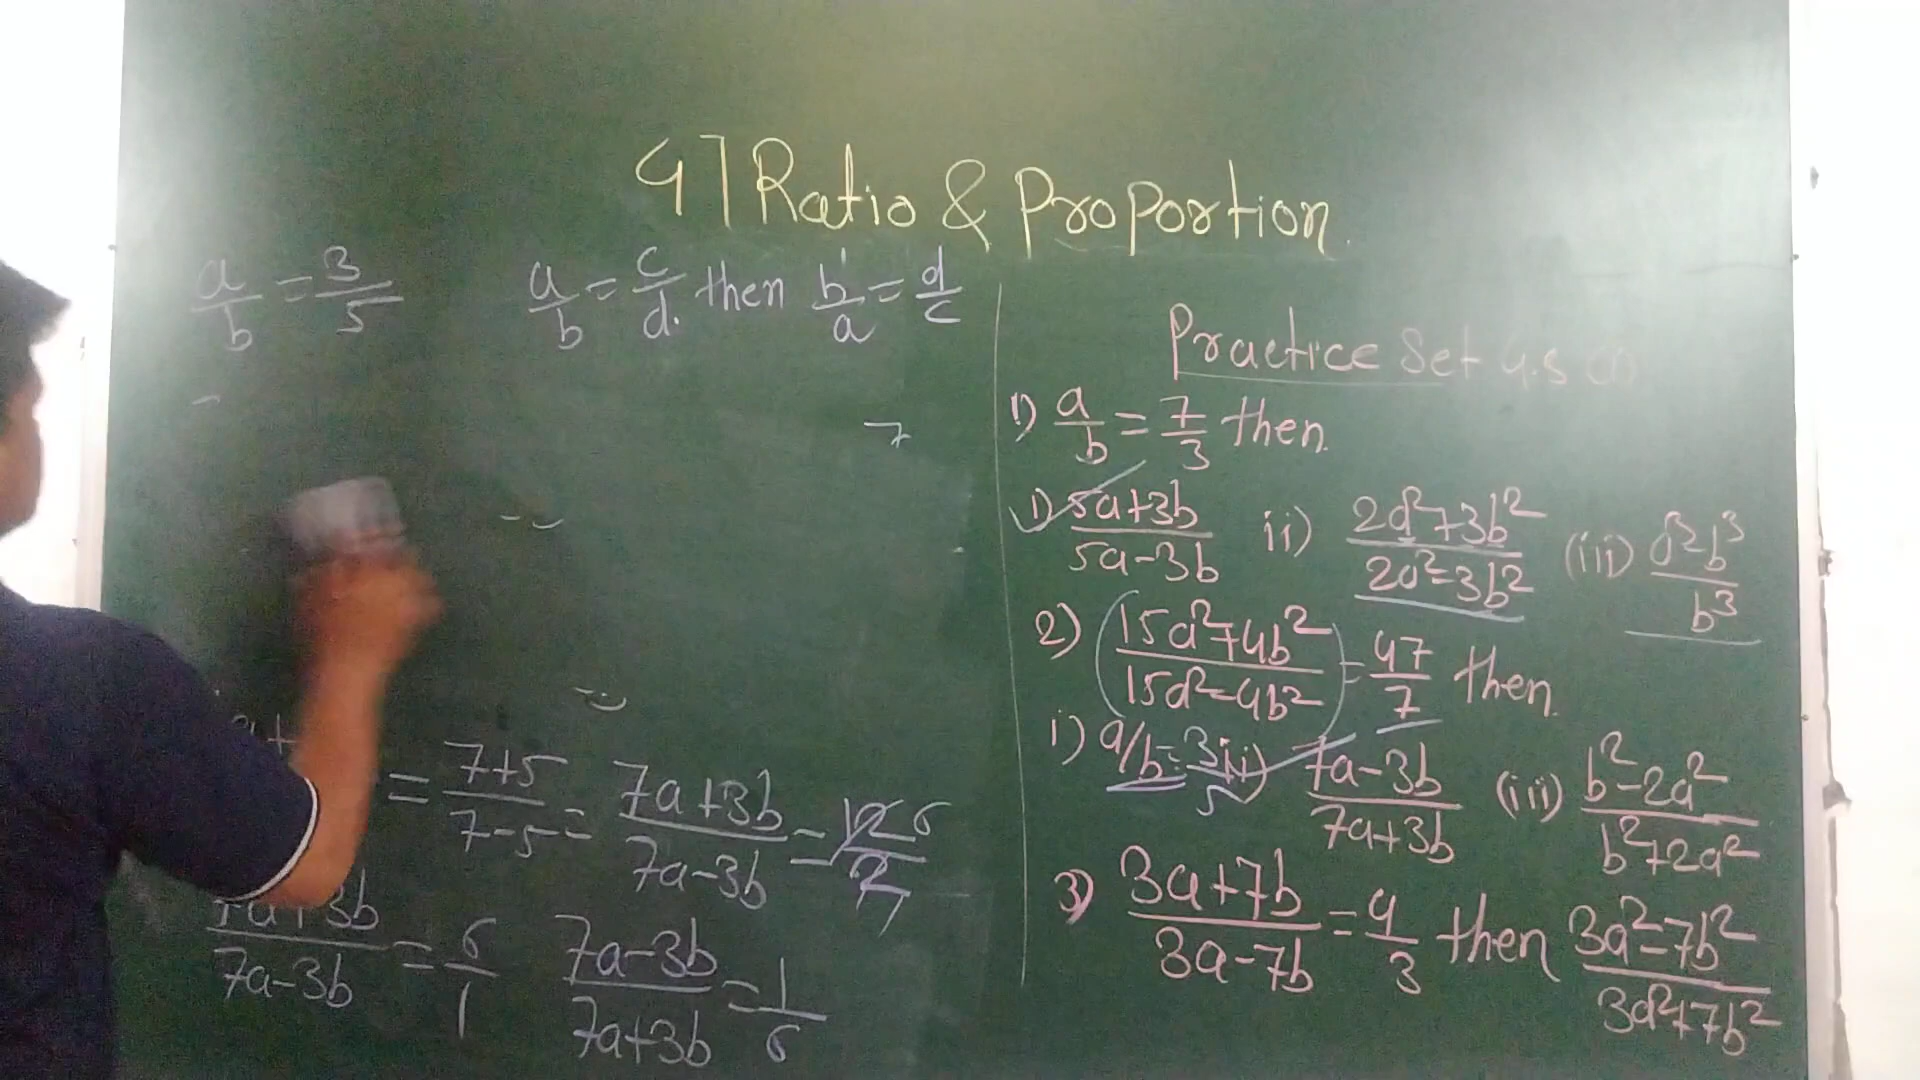 4] Ratio & Proportion.
a/b = 3/5
a/b = c/d. then b/a = d/c
7
= (7+5)/(7-5) = (7a+3b)/(7a-3b) = 12/2 6
(7a+3b)/(7a-3b) = 6/1
(7a-3b)/(7a+3b) = 1/6
Practice Set 4.3
1) a/b = 7/3 then.
i) (5a+3b)/(5a-3b) ii) (2a²+3b²)/(2a²-3b²) (iii) (a³-b³)/b³
2) (15a²+4b²)/(15a²-4b²) = 47/7 then.
i) a/b = 3/5 ii) (7a-3b)/(7a+3b) (iii) (b²-2a²)/(b²+2a²)
3) (3a+7b)/(3a-7b) = 4/3 then (3a²-7b²)/(3a²+7b²)